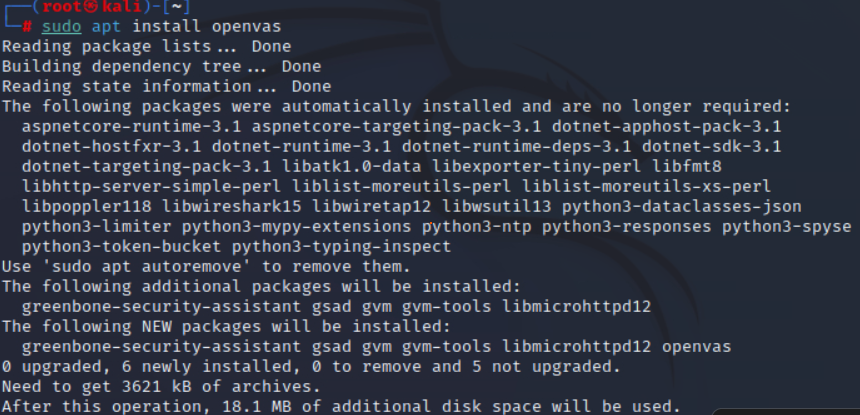 ┌──(root㉿kali)-[~]
└─# sudo apt install openvas
Reading package lists... Done
Building dependency tree... Done
Reading state information... Done
The following packages were automatically installed and are no longer required:
  aspnetcore-runtime-3.1 aspnetcore-targeting-pack-3.1 dotnet-apphost-pack-3.1
  dotnet-hostfxr-3.1 dotnet-runtime-3.1 dotnet-runtime-deps-3.1 dotnet-sdk-3.1
  dotnet-targeting-pack-3.1 libatk1.0-data libexporter-tiny-perl libfmt8
  libhttp-server-simple-perl liblist-moreutils-perl liblist-moreutils-xs-perl
  libpoppler118 libwireshark15 libwiretap12 libwsutil13 python3-dataclasses-json
  python3-limiter python3-mypy-extensions python3-ntp python3-responses python3-spyse
  python3-token-bucket python3-typing-inspect
Use 'sudo apt autoremove' to remove them.
The following additional packages will be installed:
  greenbone-security-assistant gsad gvm gvm-tools libmicrohttpd12
The following NEW packages will be installed:
  greenbone-security-assistant gsad gvm gvm-tools libmicrohttpd12 openvas
0 upgraded, 6 newly installed, 0 to remove and 5 not upgraded.
Need to get 3621 kB of archives.
After this operation, 18.1 MB of additional disk space will be used.